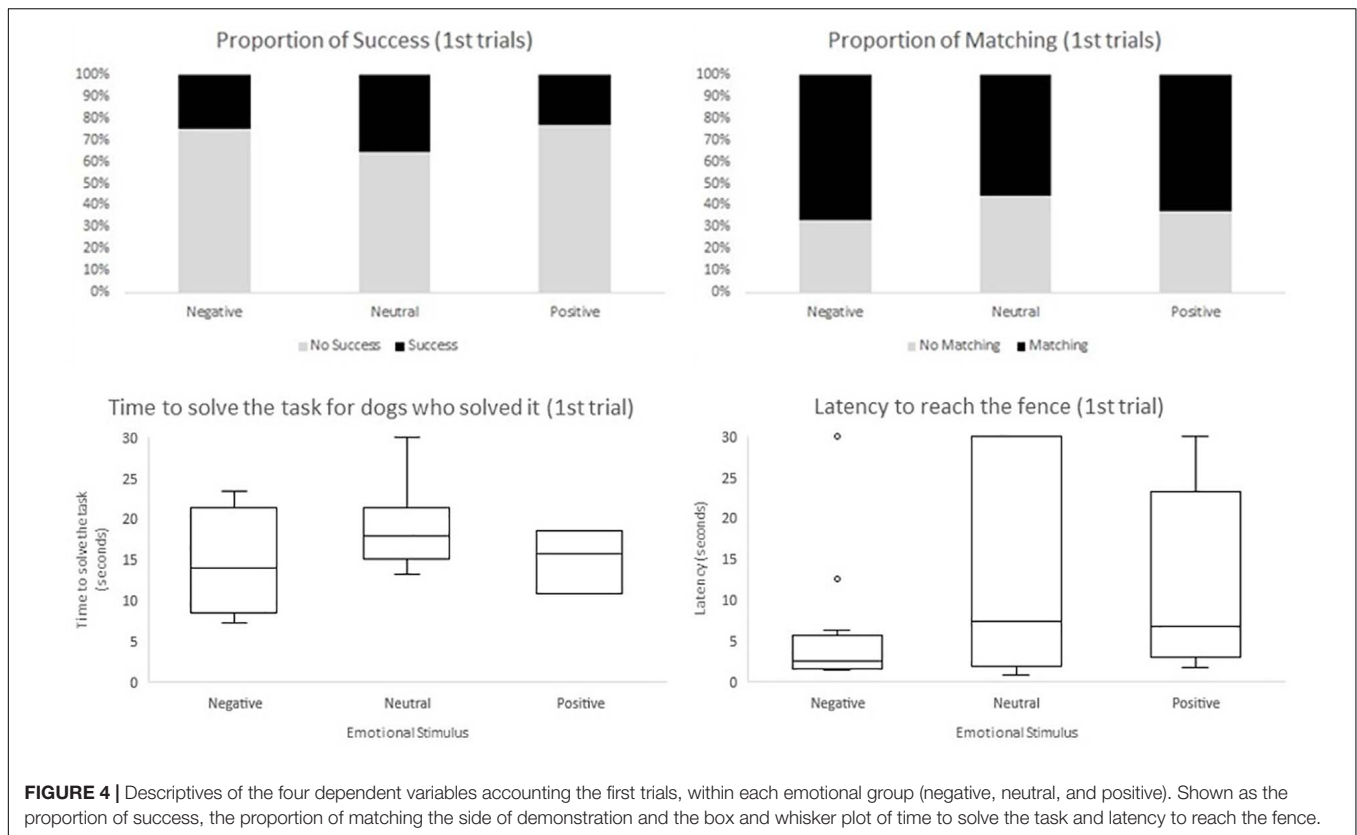 Proportion of Success (1st trials)
100%
90%
80%
70%
60%
50%
40%
30%
20%
10%
0%
Negative Neutral Positive
No Success Success
Proportion of Matching (1st trials)
100%
90%
80%
70%
60%
50%
40%
30%
20%
10%
0%
Negative Neutral Positive
No Matching Matching
Time to solve the task for dogs who solved it (1st trial)
Time to solve the task
(seconds)
30
25
20
15
10
5
0
Negative Neutral Positive
Emotional Stimulus
Latency to reach the fence (1st trial)
Latency (seconds)
30
25
20
15
10
5
0
Negative Neutral Positive
Emotional Stimulus
FIGURE 4 | Descriptives of the four dependent variables accounting the first trials, within each emotional group (negative, neutral, and positive). Shown as the
proportion of success, the proportion of matching the side of demonstration and the box and whisker plot of time to solve the task and latency to reach the fence.